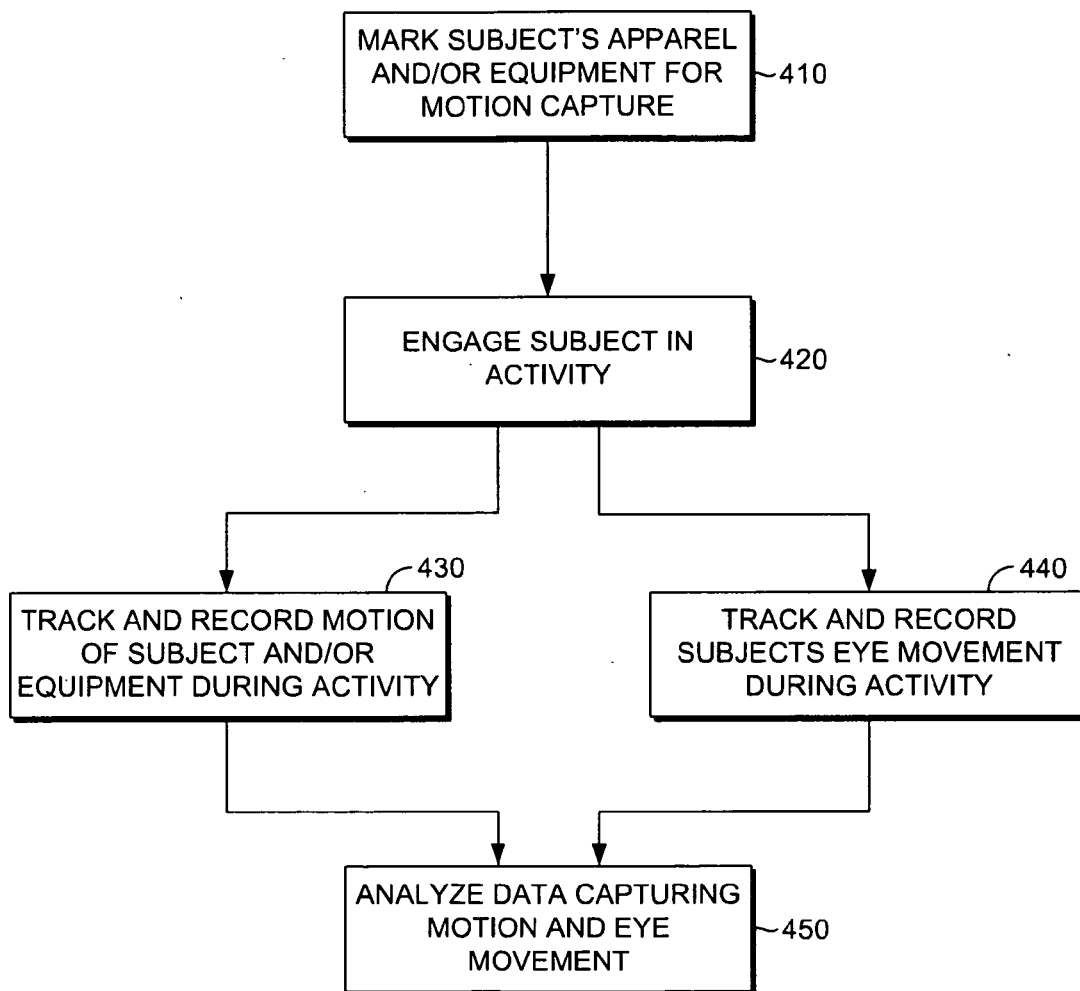 MARK SUBJECT'S APPAREL
AND/OR EQUIPMENT FOR
MOTION CAPTURE
410
ENGAGE SUBJECT IN
ACTIVITY
420
430
TRACK AND RECORD MOTION
OF SUBJECT AND/OR
EQUIPMENT DURING ACTIVITY
440
TRACK AND RECORD
SUBJECTS EYE MOVEMENT
DURING ACTIVITY
ANALYZE DATA CAPTURING
MOTION AND EYE
MOVEMENT
450